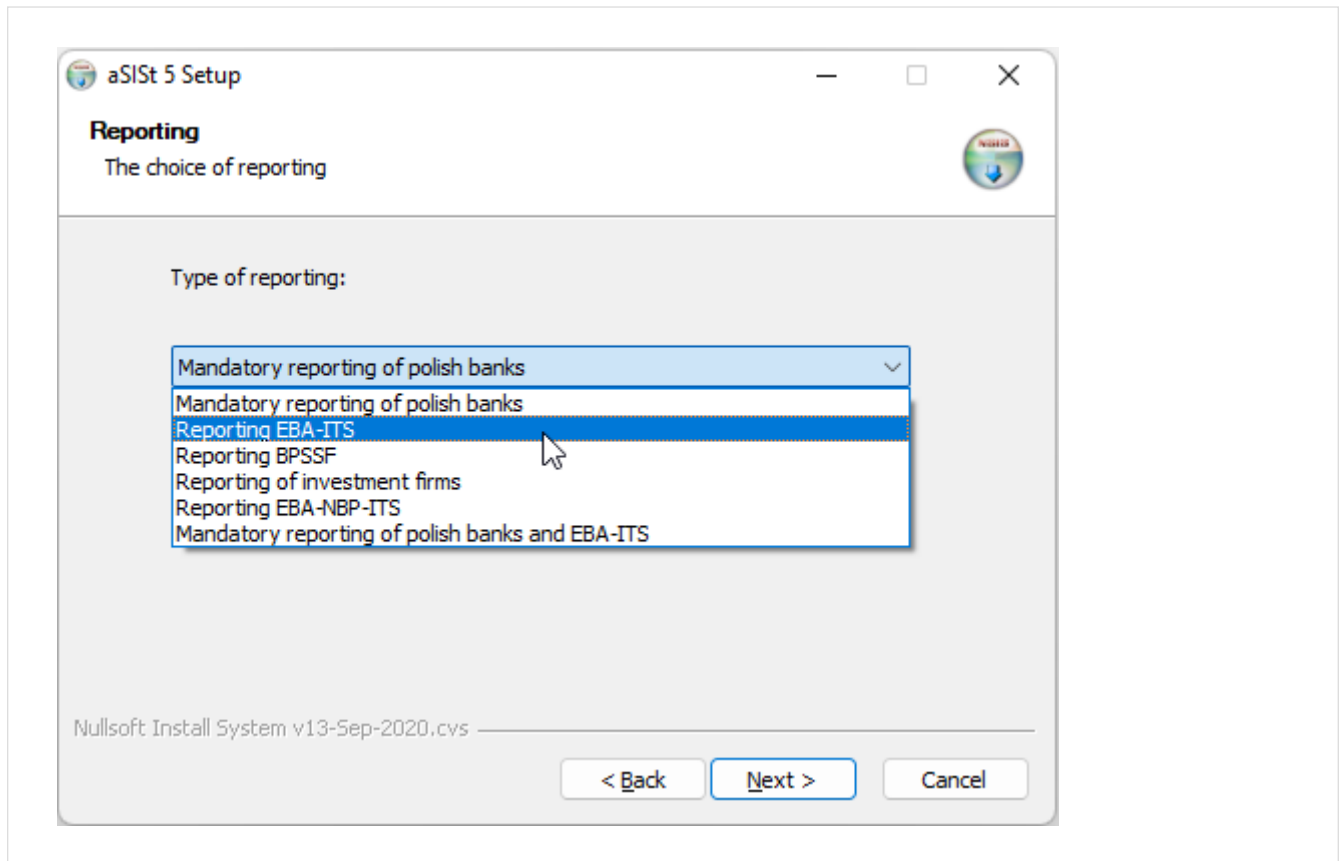 aSISt 5 Setup
Reporting
The choice of reporting
Type of reporting:
Mandatory reporting of polish banks
Mandatory reporting of polish banks
Reporting EBA-ITS
Reporting BPSSF
Reporting of investment firms
Reporting EBA-NBP-ITS
Mandatory reporting of polish banks and EBA-ITS
Nullsoft Install System v13-Sep-2020.cvs
< Back Next > Cancel